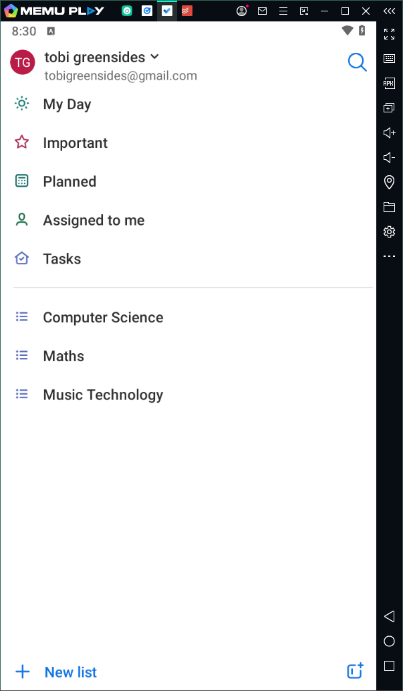 MEMU PLAY
8:30
TG
tobi greensides
tobigreensides@gmail.com
My Day
Important
Planned
Assigned to me
Tasks
Computer Science
Maths
Music Technology
New list